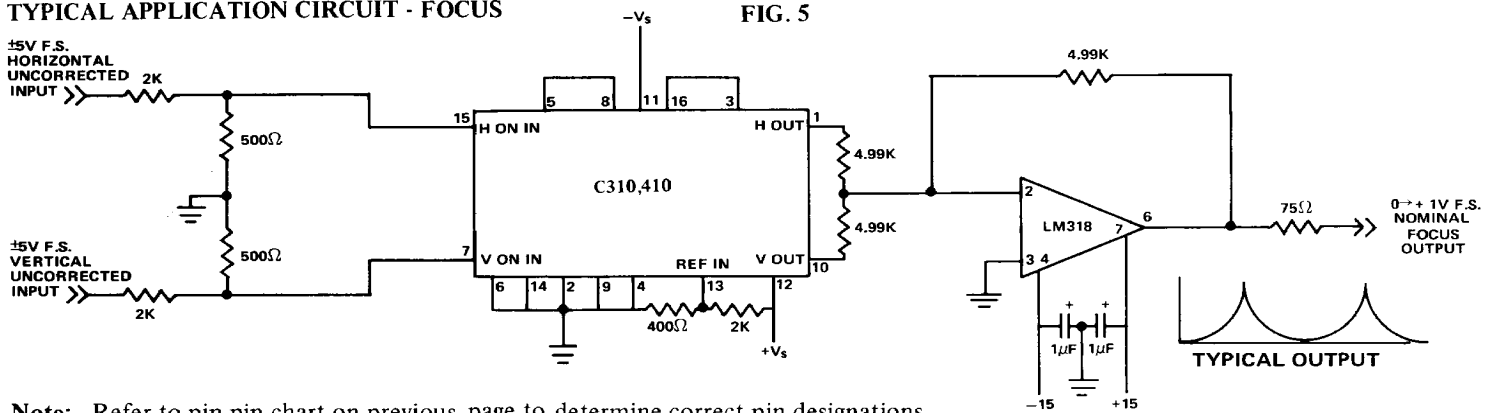 TYPICAL APPLICATION CIRCUIT - FOCUS
FIG. 5
±5V F.S.
HORIZONTAL
UNCORRECTED
INPUT
2K
500Ω
500Ω
±5V F.S.
VERTICAL
UNCORRECTED
INPUT
2K
-Vs
5
8
11
16
3
15
H ON IN
H OUT
1
C310,410
7
V ON IN
REF IN
V OUT
10
6
14
2
9
4
13
12
400Ω
2K
+Vs
4.99K
4.99K
4.99K
2
LM318
7
6
3
4
75Ω
0→+ 1V F.S.
NOMINAL
FOCUS
OUTPUT
+
+
1µF
1µF
-15
+15
TYPICAL OUTPUT
Note: Refer to pin pin chart on previous page to determine correct pin designations